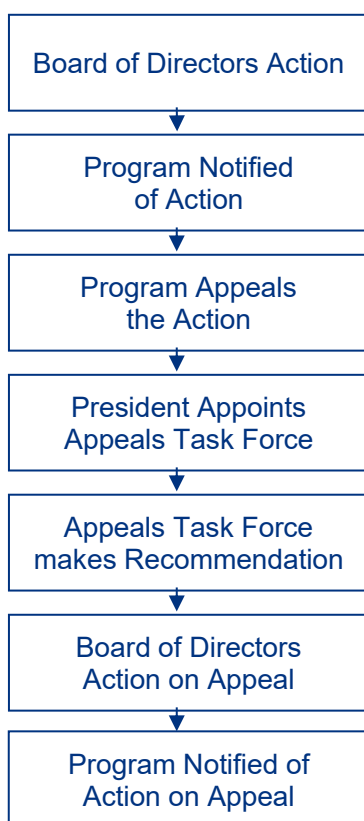 Board of Directors Action
Program Notified
of Action
Program Appeals
the Action
President Appoints
Appeals Task Force
Appeals Task Force
makes Recommendation
Board of Directors
Action on Appeal
Program Notified of
Action on Appeal